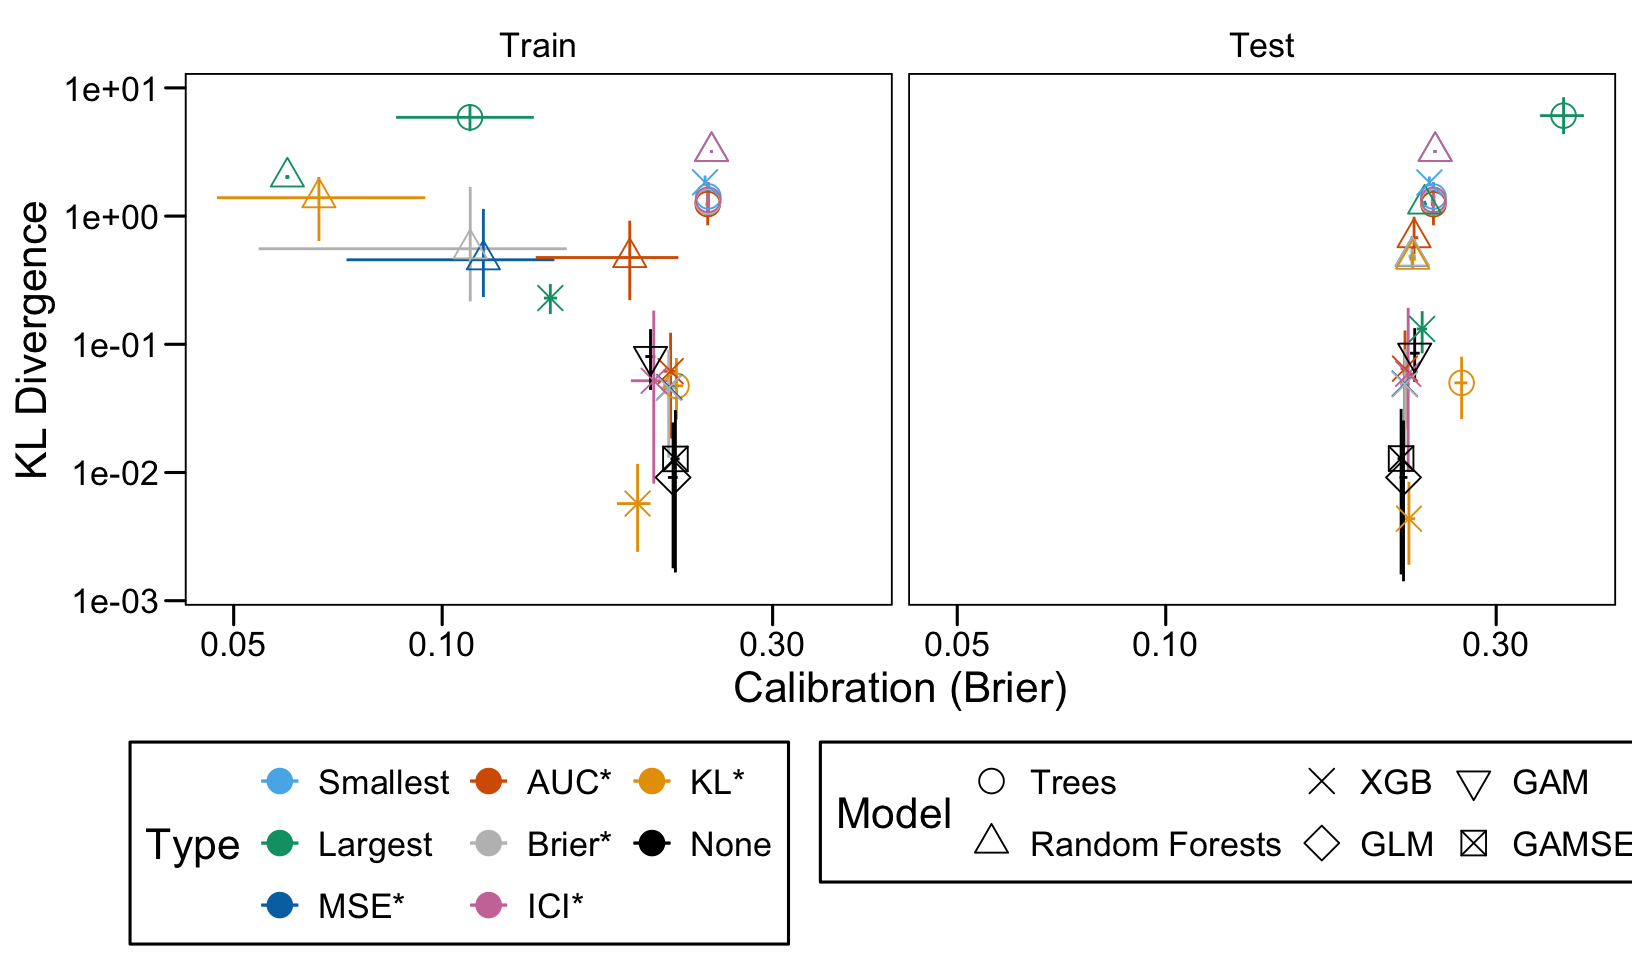 Train
Test
1e+01
1e+00
1e-01
1e-02
1e-03
KL Divergence
0.05 0.10 0.30 0.05 0.10 0.30
Calibration (Brier)
Type
Smallest AUC* KL*
Largest Brier* None
MSE* ICI*
Model
Trees XGB GAM
Random Forests GLM GAMSE